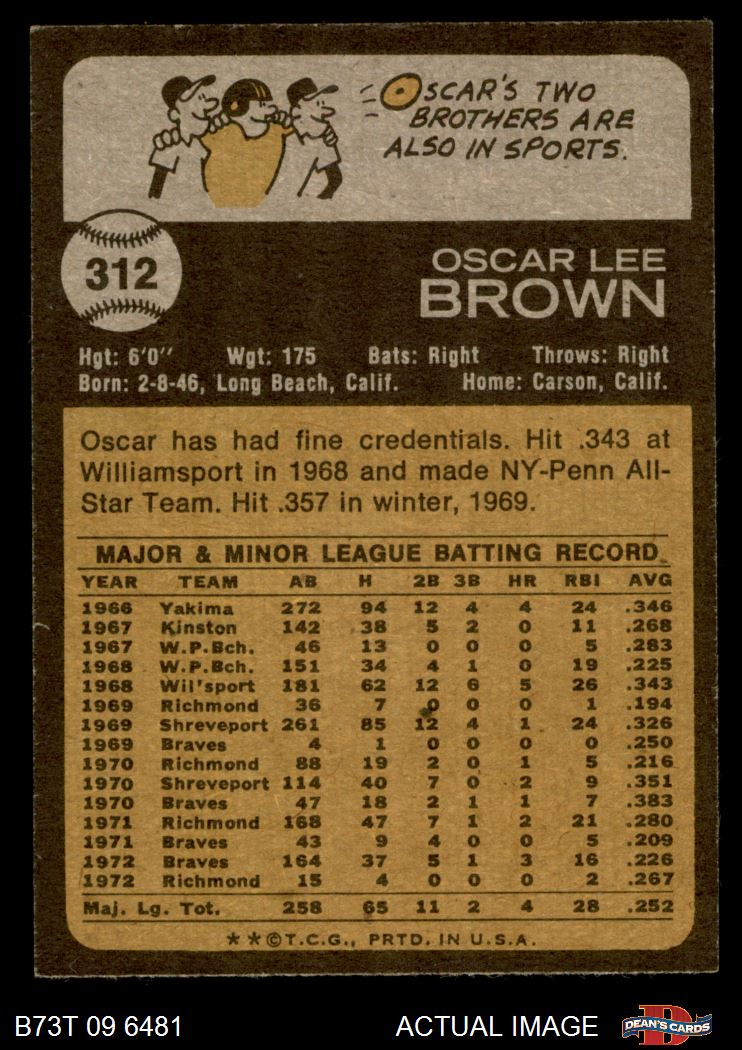 OSCAR'S TWO
BROTHERS ARE
ALSO IN SPORTS.
312
OSCAR LEE
BROWN
Hgt: 6'0" Wgt: 175 Bats: Right Throws: Right
Born: 2-8-46, Long Beach, Calif. Home: Carson, Calif.
Oscar has had fine credentials. Hit .343 at
Williamsport in 1968 and made NY-Penn All-
Star Team. Hit .357 in winter, 1969.
MAJOR & MINOR LEAGUE BATTING RECORD
YEAR TEAM AB H 2B 3B HR RBI AVG
1966 Yakima 272 94 12 4 4 24 .346
1967 Kinston 142 38 5 2 0 11 .268
1967 W.P.Bch. 46 13 0 0 0 5 .283
1968 W.P.Bch. 151 34 4 1 0 19 .225
1968 Wil'sport 181 62 12 6 5 26 .343
1969 Richmond 36 7 0 0 0 1 .194
1969 Shreveport 261 85 12 4 1 24 .326
1969 Braves 4 1 0 0 0 0 .250
1970 Richmond 88 19 2 0 1 5 .216
1970 Shreveport 114 40 7 0 2 9 .351
1970 Braves 47 18 2 1 1 7 .383
1971 Richmond 168 47 7 1 2 21 .280
1971 Braves 43 9 4 0 0 5 .209
1972 Braves 164 37 5 1 3 16 .226
1972 Richmond 15 4 0 0 0 2 .267
Maj. Lg. Tot. 258 65 11 2 4 28 .252
**©T.C.G., PRTD. IN U.S.A.
B73T 09 6481 ACTUAL IMAGE
D
DEAN'S CARDS